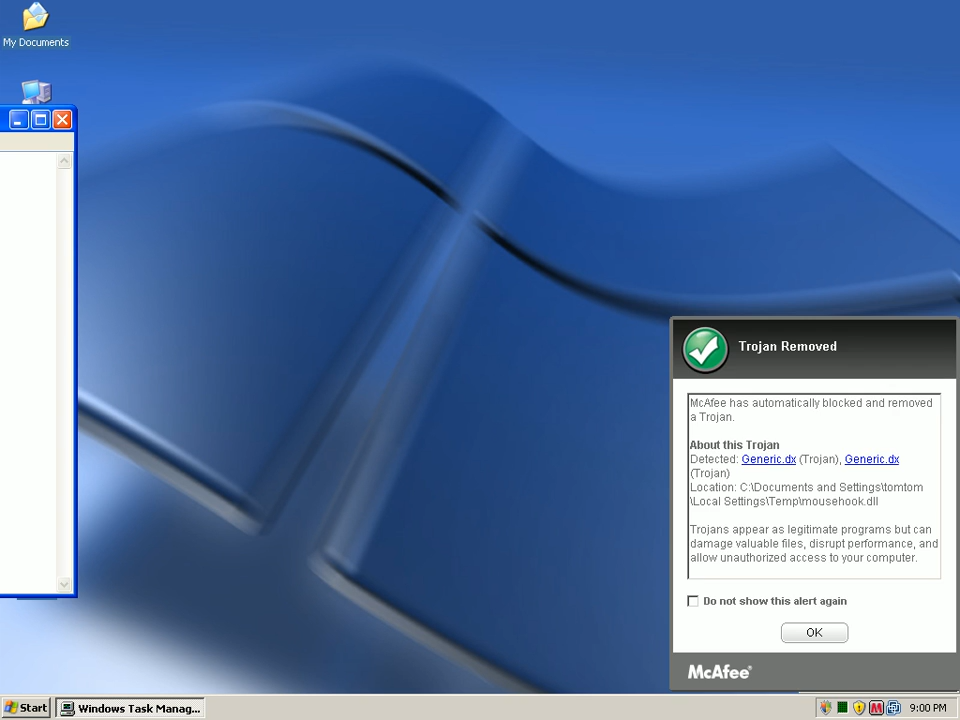 My Documents
Trojan Removed
McAfee has automatically blocked and removed
a Trojan.
About this Trojan
Detected: Generic.dx (Trojan), Generic.dx
(Trojan)
Location: C:\Documents and Settings\tomtom
\Local Settings\Temp\mousehook.dll
Trojans appear as legitimate programs but can
damage valuable files, disrupt performance, and
allow unauthorized access to your computer.
Do not show this alert again
OK
McAfee®
Start
Windows Task Manag...
M
9:00 PM